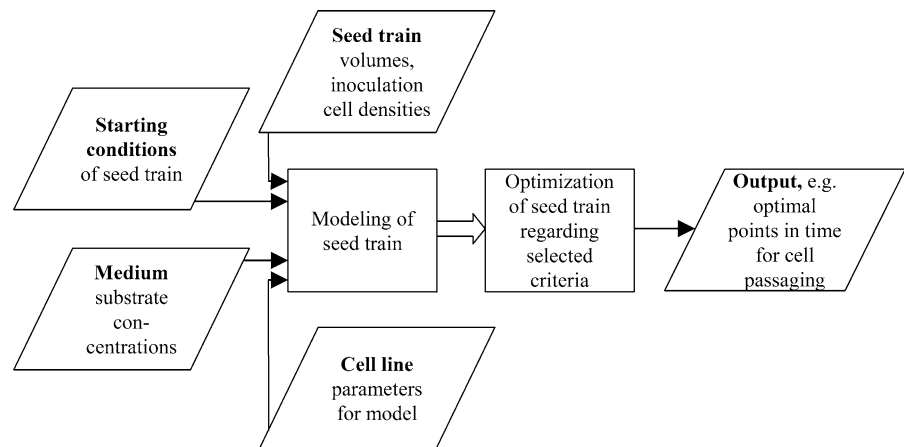 Seed train
volumes,
inoculation
cell densities
Starting
conditions
of seed train
Modeling of
seed train
Optimization
of seed train
regarding
selected
criteria
Output, e.g.
optimal
points in time
for cell
passaging
Medium
substrate
con-
centrations
Cell line
parameters
for model